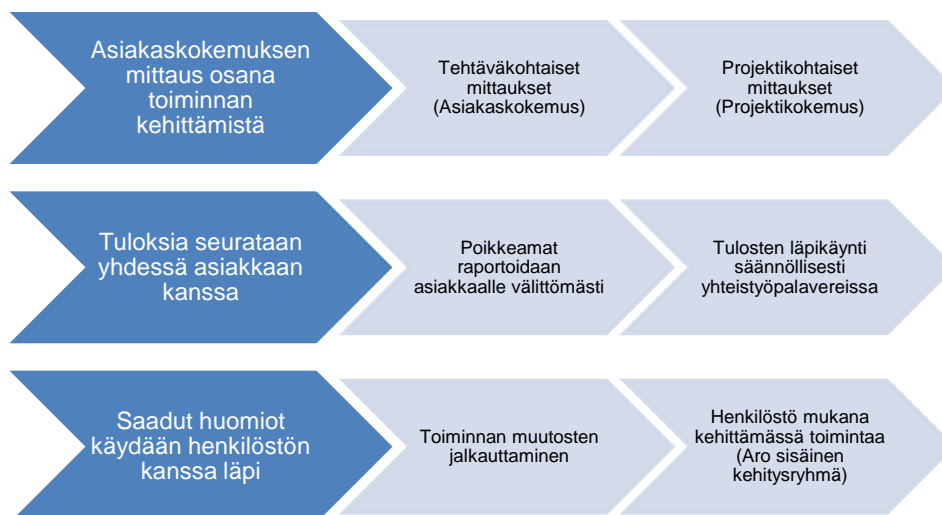 Asiakaskokemuksen
mittaus osana
toiminnan
kehittämistä
Tehtäväkohtaiset
mittaukset
(Asiakaskokemus)
Projektikohtaiset
mittaukset
(Projektikokemus)
Tuloksia seurataan
yhdessä asiakkaan
kanssa
Poikkeamat
raportoidaan
asiakkaalle välittömästi
Tulosten läpikäynti
säännöllisesti
yhteistyöpalavereissa
Saadut huomiot
käydään henkilöstön
kanssa läpi
Toiminnan muutosten
jalkauttaminen
Henkilöstö mukana
kehittämässä toimintaa
(Aro sisäinen
kehitysryhmä)